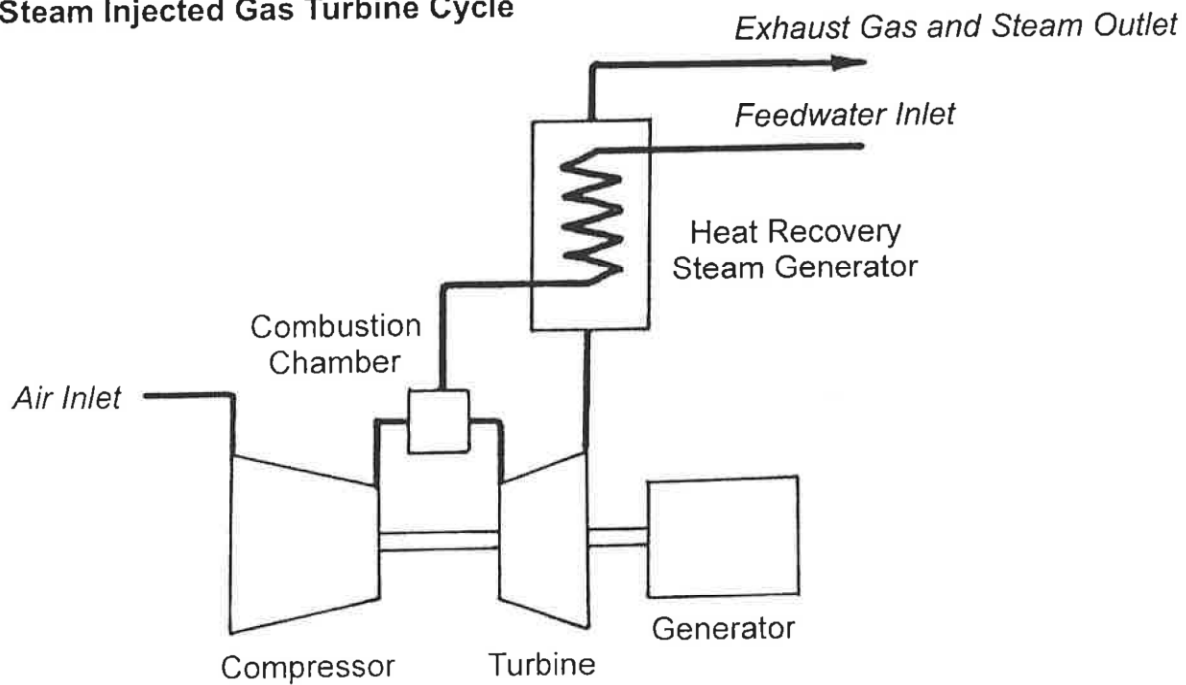 Steam Injected Gas Turbine Cycle
Exhaust Gas and Steam Outlet
Feedwater Inlet
Heat Recovery
Steam Generator
Combustion
Chamber
Air Inlet
Generator
Compressor
Turbine